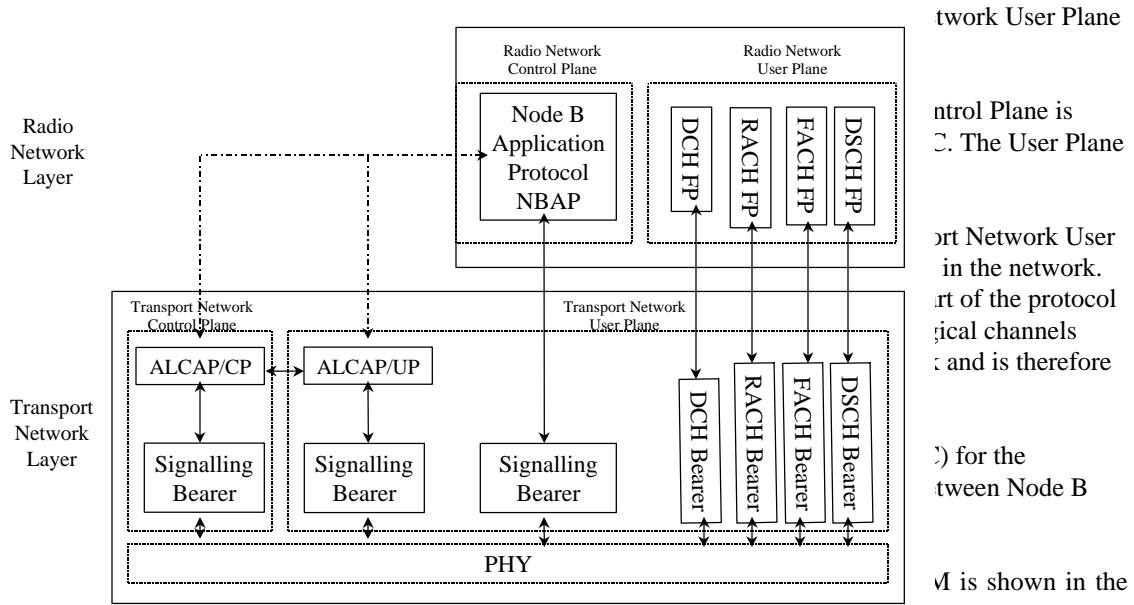 twork User Plane
Radio Network
Control Plane
Radio Network
User Plane
Radio
Network
Layer
Node B
Application
Protocol
NBAP
DCH FP
RACH FP
FACH FP
DSCH FP
ntrol Plane is
C. The User Plane
ort Network User
in the network.
rt of the protocol
gical channels
and is therefore
Transport Network
Control Plane
Transport Network
User Plane
ALCAP/CP
ALCAP/UP
Transport
Network
Layer
Signalling
Bearer
Signalling
Bearer
Signalling
Bearer
DCH Bearer
RACH Bearer
FACH Bearer
DSCH Bearer
C) for the
tween Node B
PHY
M is shown in the